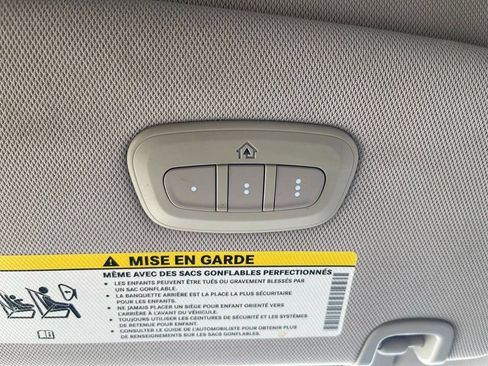 MISE EN GARDE
MÊME AVEC DES SACS GONFLABLES PERFECTIONNÉS
• LES ENFANTS PEUVENT ÊTRE TUÉS OU GRAVEMENT BLESSÉS PAR
UN SAC GONFLABLE.
• LA BANQUETTE ARRIÈRE EST LA PLACE LA PLUS SÉCURITAIRE
POUR LES ENFANTS.
• NE JAMAIS PLACER UN SIÈGE POUR ENFANT ORIENTÉ VERS
L'ARRIÈRE À L'AVANT DU VÉHICULE.
• TOUJOURS UTILISER LES CEINTURES DE SÉCURITÉ ET LES SYSTÈMES
DE RETENUE POUR ENFANT.
• CONSULTER LE GUIDE DE L'AUTOMOBILISTE POUR OBTENIR PLUS
DE RENSEIGNEMENTS SUR LES SACS GONFLABLES.